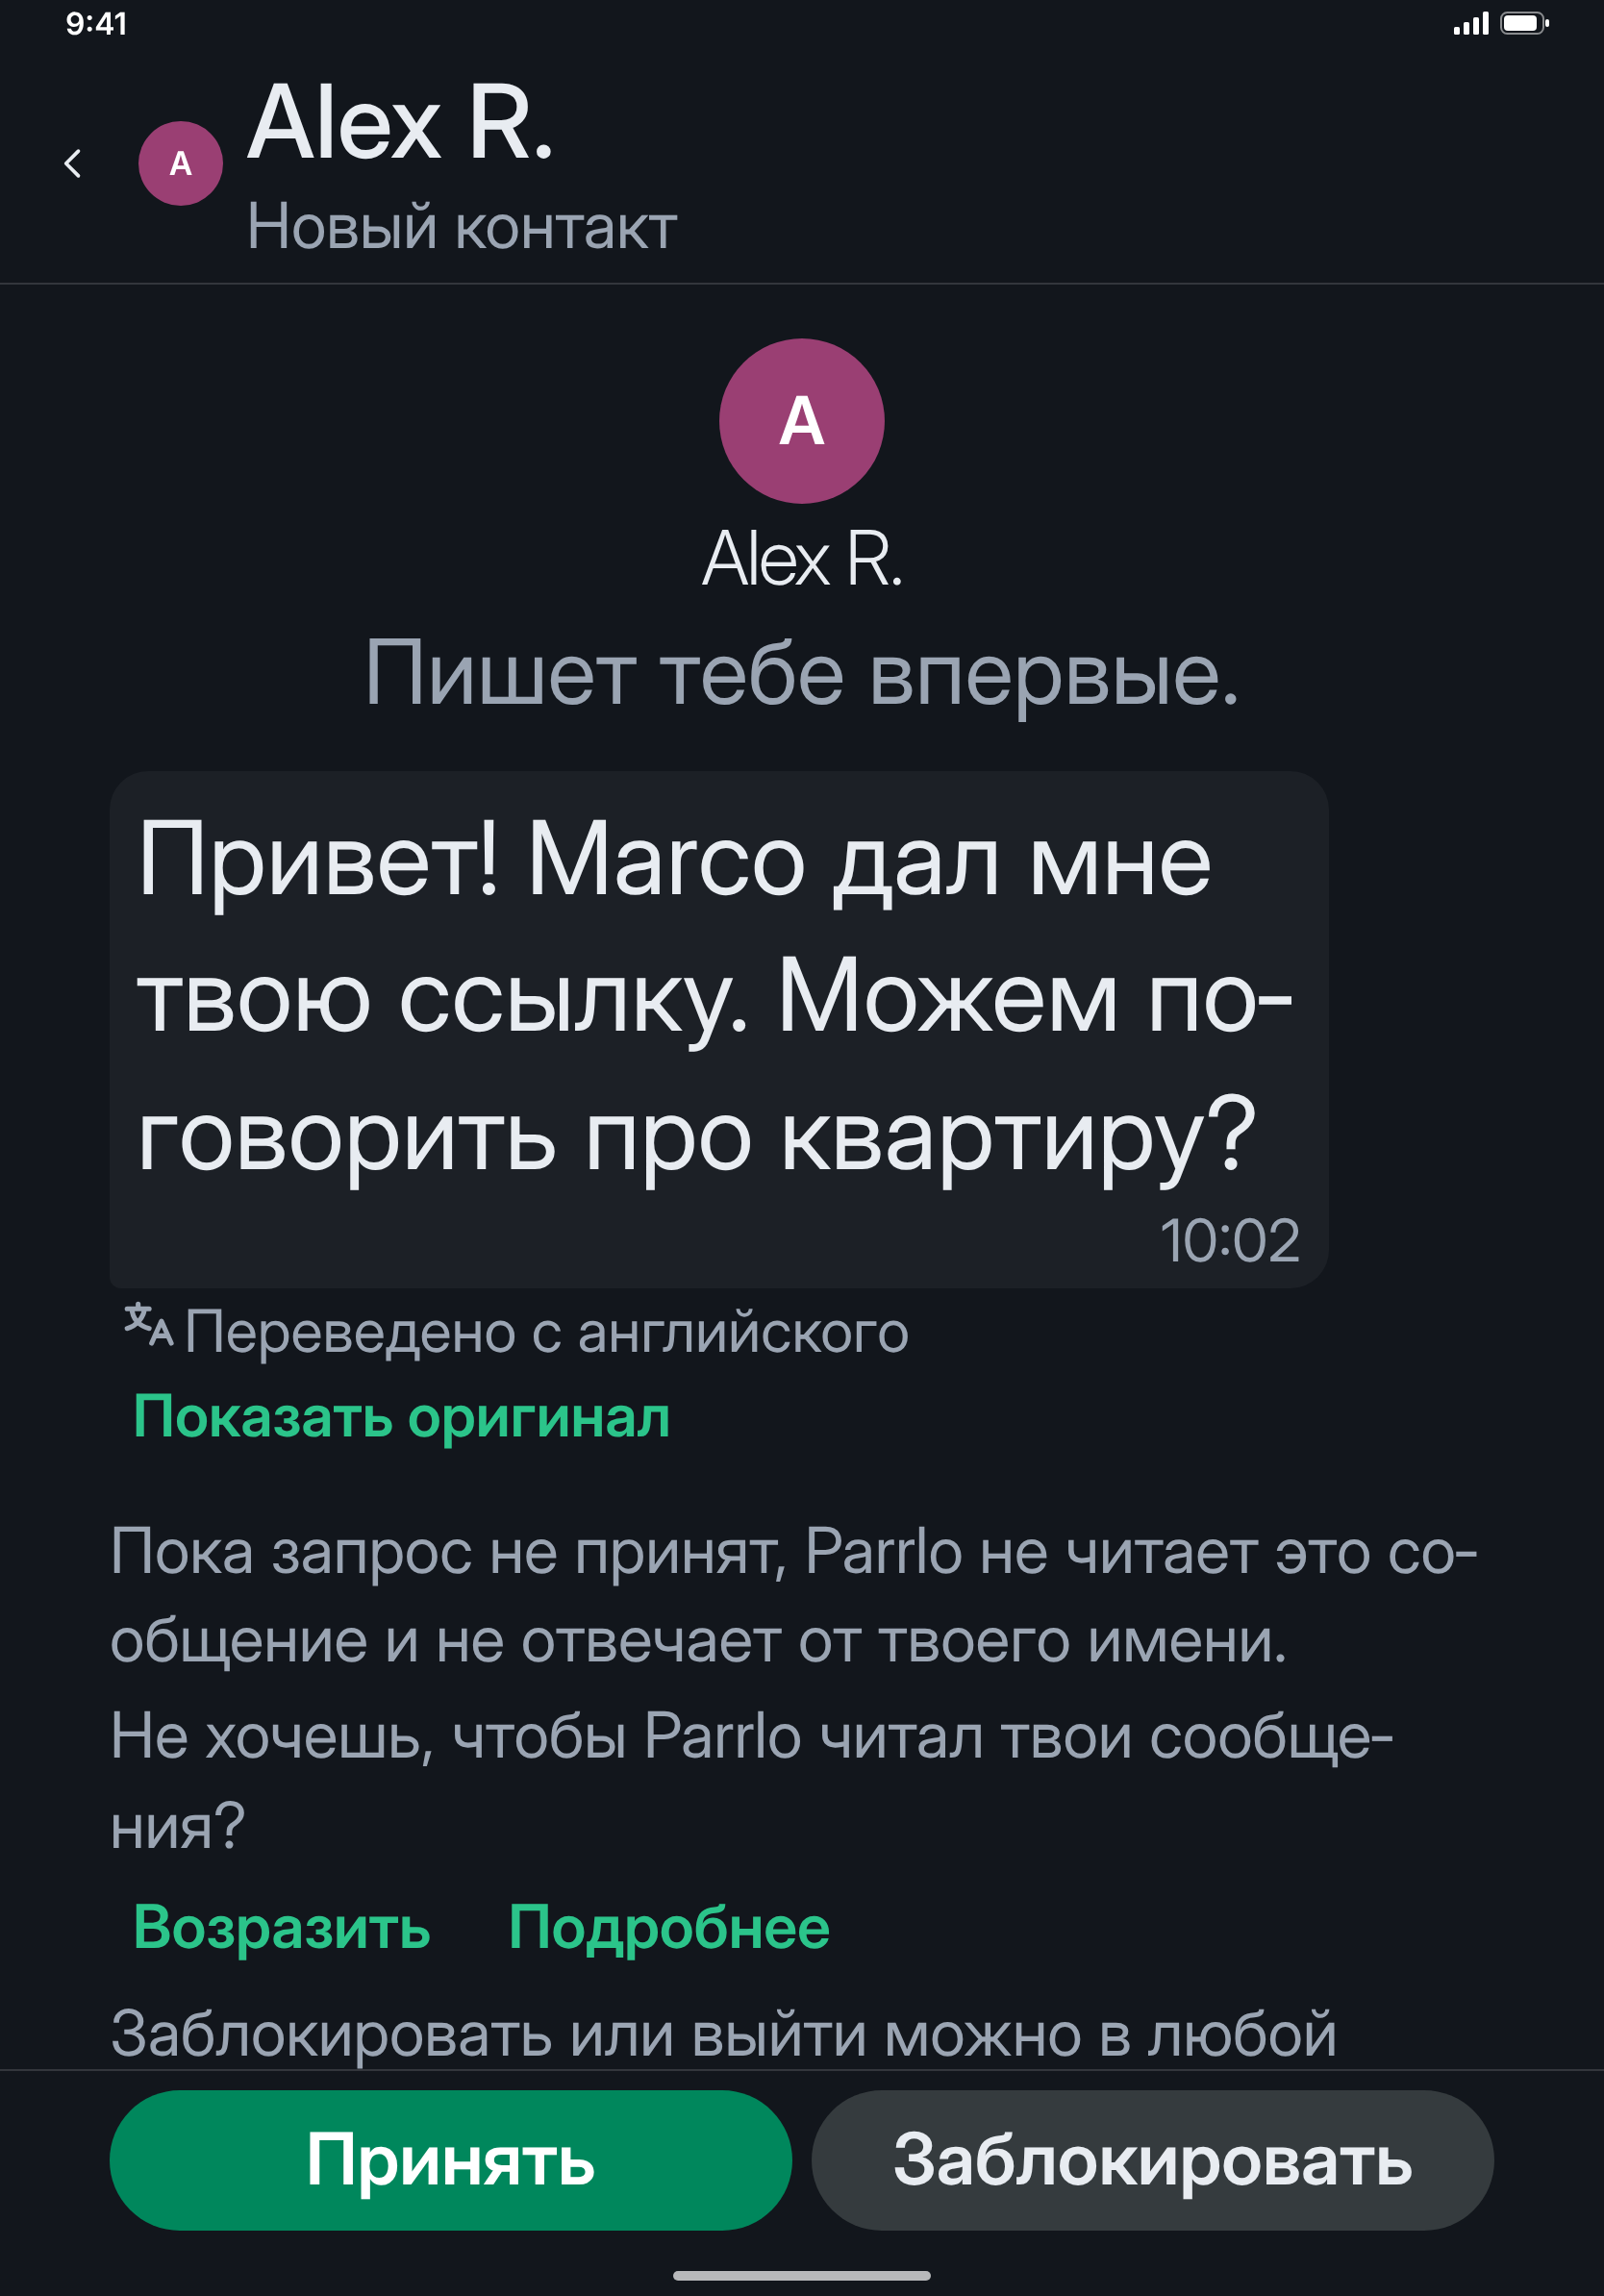 9:41
A
Alex R.
Новый контакт
A
Alex R.
Пишет тебе впервые.
Привет! Marco дал мне
твою ссылку. Можем по-
говорить про квартиру?
10:02
Переведено с английского
Показать оригинал
Пока запрос не принят, Parrlo не читает это со-
общение и не отвечает от твоего имени.
Не хочешь, чтобы Parrlo читал твои сообще-
ния?
Возразить Подробнее
Заблокировать или выйти можно в любой
Принять Заблокировать